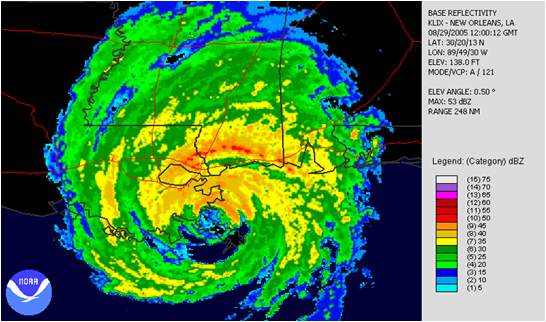 BASE REFLECTIVITY
KLIX - NEW ORLEANS, LA
08/29/2005 12:00:12 GMT
LAT: 30/20/13 N
LON: 89/49/30 W
ELEV: 138.0 FT
MODE/VCP: A / 121
ELEV ANGLE: 0.50 °
MAX: 53 dBZ
RANGE 248 NM
Legend: (Category) dBZ
(15) 75
(14) 70
(13) 65
(12) 60
(11) 55
(10) 50
(9) 45
(8) 40
(7) 35
(6) 30
(5) 25
(4) 20
(3) 15
(2) 10
(1) 5
NOAA